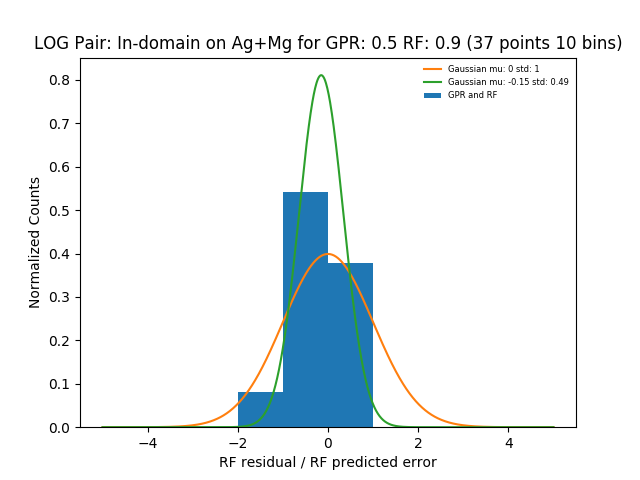 LOG Pair: In-domain on Ag+Mg for GPR: 0.5 RF: 0.9 (37 points 10 bins)
Gaussian mu: 0 std: 1
Gaussian mu: -0.15 std: 0.49
GPR and RF
Normalized Counts
0.8
0.7
0.6
0.5
0.4
0.3
0.2
0.1
0.0
−4 −2 0 2 4
RF residual / RF predicted error